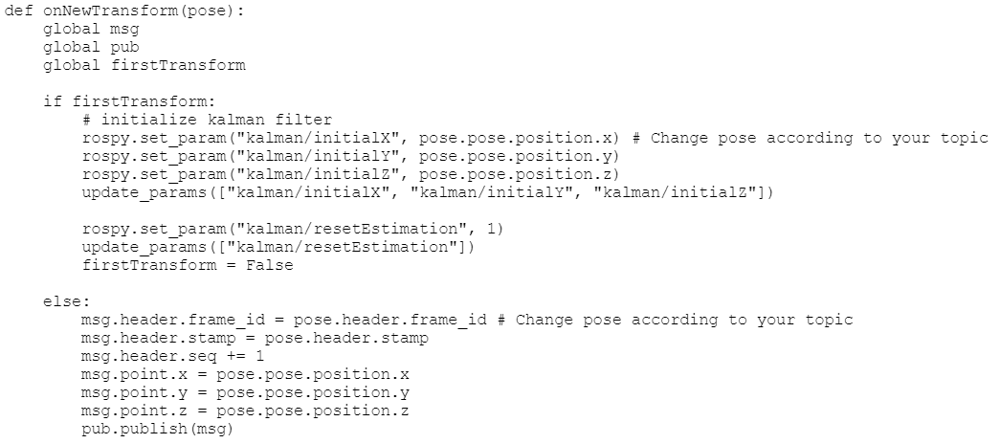 def onNewTransform(pose):
    global msg
    global pub
    global firstTransform

    if firstTransform:
        # initialize kalman filter
        rospy.set_param("kalman/initialX", pose.pose.position.x) # Change pose according to your topic
        rospy.set_param("kalman/initialY", pose.pose.position.y)
        rospy.set_param("kalman/initialZ", pose.pose.position.z)
        update_params(["kalman/initialX", "kalman/initialY", "kalman/initialZ"])

        rospy.set_param("kalman/resetEstimation", 1)
        update_params(["kalman/resetEstimation"])
        firstTransform = False

    else:
        msg.header.frame_id = pose.header.frame_id # Change pose according to your topic
        msg.header.stamp = pose.header.stamp
        msg.header.seq += 1
        msg.point.x = pose.pose.position.x
        msg.point.y = pose.pose.position.y
        msg.point.z = pose.pose.position.z
        pub.publish(msg)